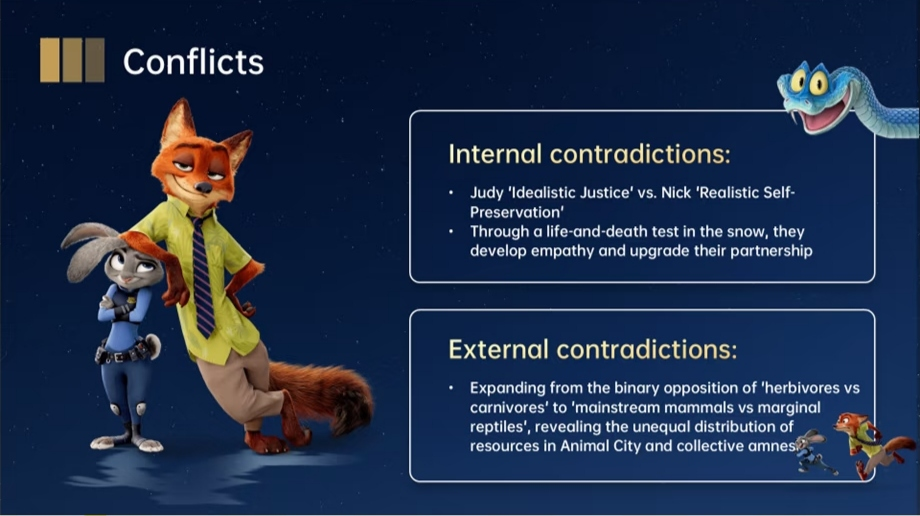 Conflicts
Internal contradictions:
• Judy 'Idealistic Justice' vs. Nick 'Realistic Self-
Preservation'
• Through a life-and-death test in the snow, they
develop empathy and upgrade their partnership
External contradictions:
• Expanding from the binary opposition of 'herbivores vs
carnivores' to 'mainstream mammals vs marginal
reptiles', revealing the unequal distribution of
resources in Animal City and collective